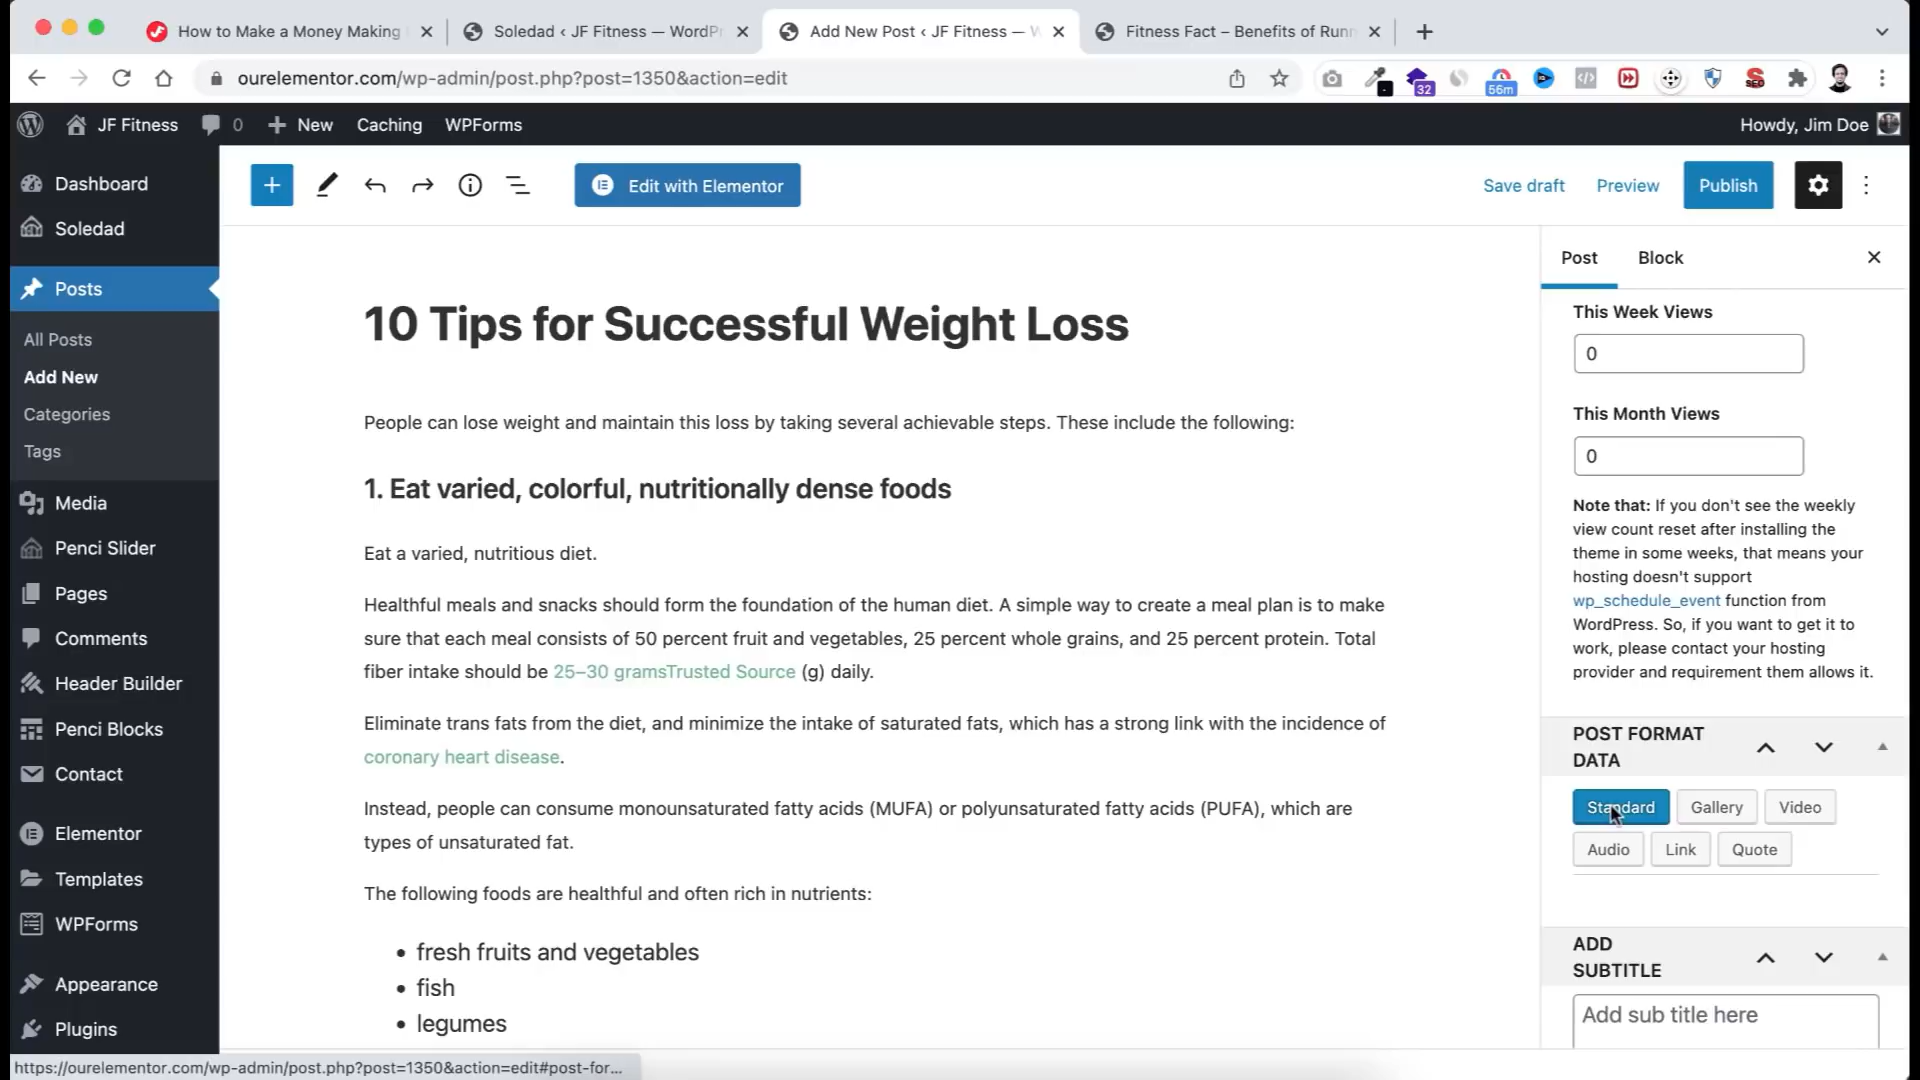 How to Make a Money Making
Soledad ‹ JF Fitness — WordPr
Add New Post ‹ JF Fitness — W
Fitness Fact – Benefits of Runn
ourelementor.com/wp-admin/post.php?post=1350&action=edit
32
56m
SEO
JF Fitness
0
New
Caching
WPForms
Howdy, Jim Doe
Dashboard
Soledad
Posts
All Posts
Add New
Categories
Tags
Media
Penci Slider
Pages
Comments
Header Builder
Penci Blocks
Contact
Elementor
Templates
WPForms
Appearance
Plugins
Edit with Elementor
Save draft
Preview
Publish
10 Tips for Successful Weight Loss
People can lose weight and maintain this loss by taking several achievable steps. These include the following:
1. Eat varied, colorful, nutritionally dense foods
Eat a varied, nutritious diet.
Healthful meals and snacks should form the foundation of the human diet. A simple way to create a meal plan is to make
sure that each meal consists of 50 percent fruit and vegetables, 25 percent whole grains, and 25 percent protein. Total
fiber intake should be 25–30 gramsTrusted Source (g) daily.
Eliminate trans fats from the diet, and minimize the intake of saturated fats, which has a strong link with the incidence of
coronary heart disease.
Instead, people can consume monounsaturated fatty acids (MUFA) or polyunsaturated fatty acids (PUFA), which are
types of unsaturated fat.
The following foods are healthful and often rich in nutrients:
• fresh fruits and vegetables
• fish
• legumes
Post
Block
This Week Views
0
This Month Views
0
Note that: If you don't see the weekly
view count reset after installing the
theme in some weeks, that means your
hosting doesn't support
wp_schedule_event function from
WordPress. So, if you want to get it to
work, please contact your hosting
provider and requirement them allows it.
POST FORMAT
DATA
Standard
Gallery
Video
Audio
Link
Quote
ADD
SUBTITLE
Add sub title here
https://ourelementor.com/wp-admin/post.php?post=1350&action=edit#post-for...